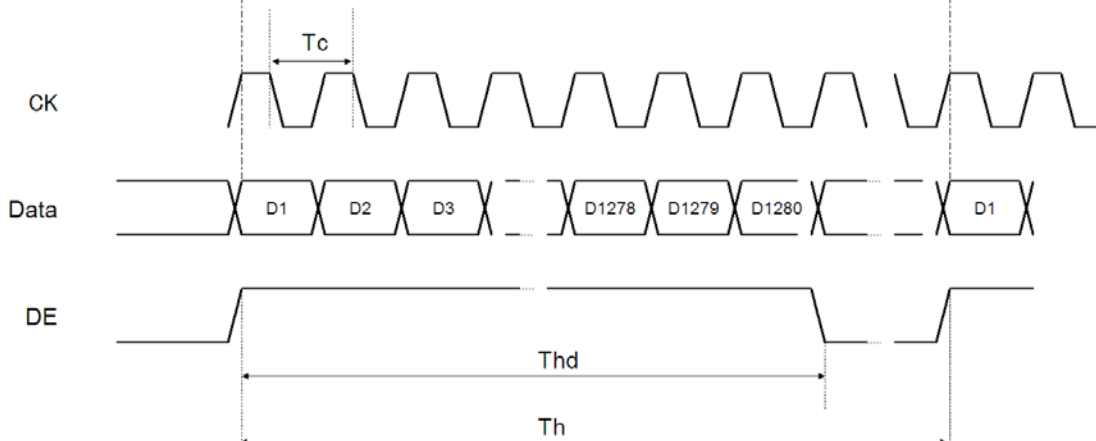 Tc
CK
Data D1 D2 D3 D1278 D1279 D1280 D1
DE
Thd
Th